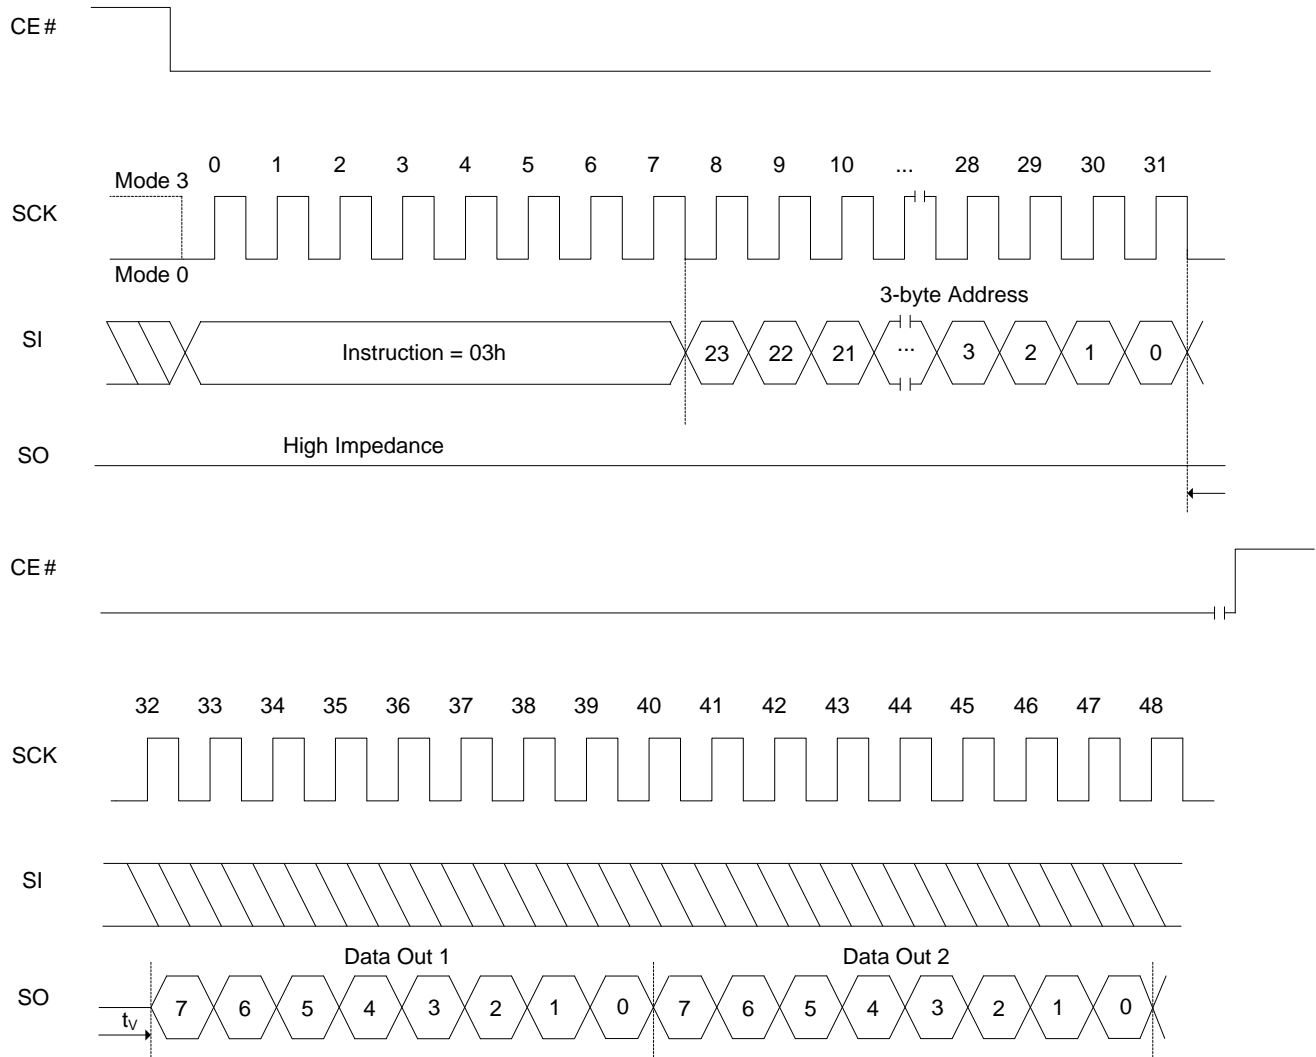 CE#
0 1 2 3 4 5 6 7 8 9 10 ... 28 29 30 31
Mode 3
SCK
Mode 0
3-byte Address
SI
Instruction = 03h
23 22 21 ... 3 2 1 0
High Impedance
SO
CE#
32 33 34 35 36 37 38 39 40 41 42 43 44 45 46 47 48
SCK
SI
Data Out 1 Data Out 2
SO
7 6 5 4 3 2 1 0 7 6 5 4 3 2 1 0
tV